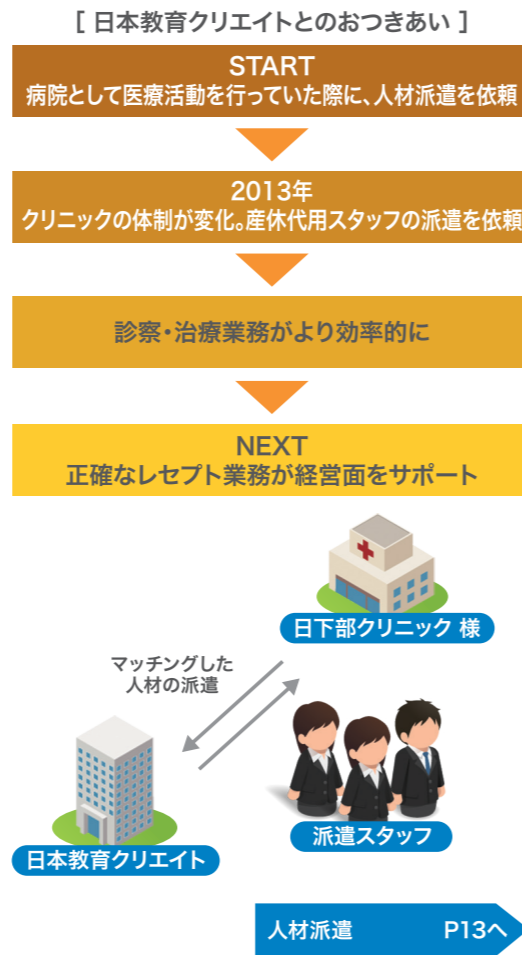 [ 日本教育クリエイトとのおつきあい ]
START
病院として医療活動を行っていた際に、人材派遣を依頼
2013年
クリニックの体制が変化。産休代用スタッフの派遣を依頼
診察・治療業務がより効率的に
NEXT
正確なレセプト業務が経営面をサポート
日下部クリニック 様
マッチングした
人材の派遣
派遣スタッフ
日本教育クリエイト
人材派遣 P13へ